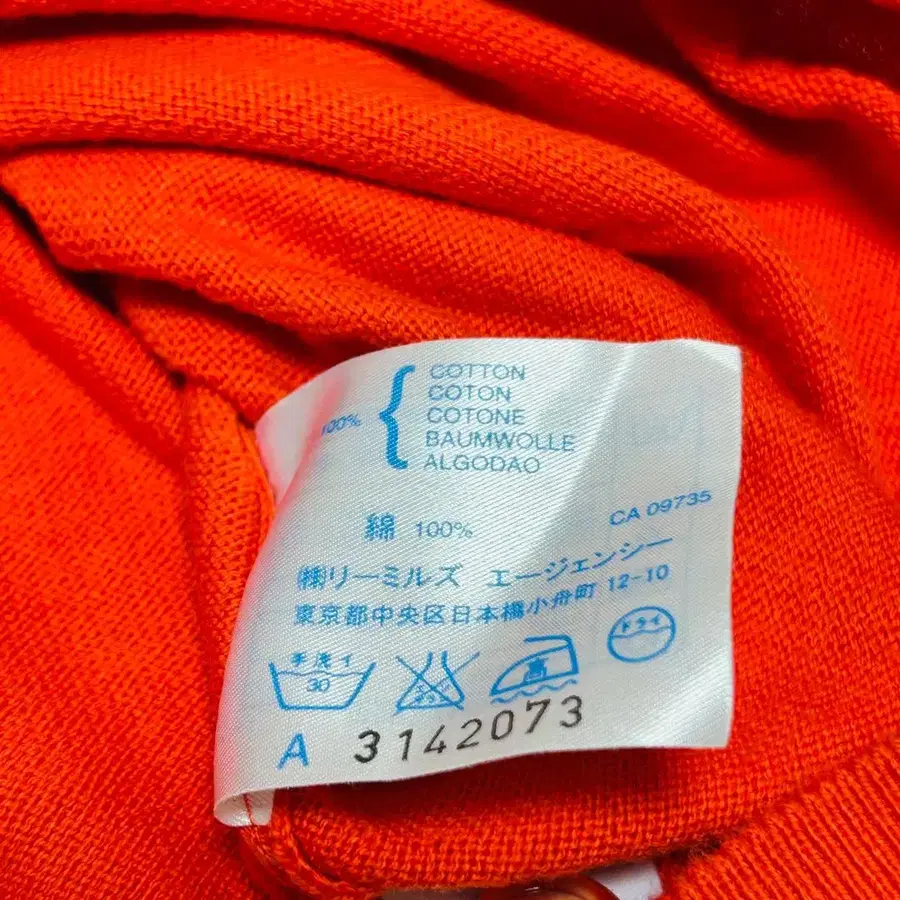 COTTON
COTON
100% { COTONE
BAUMWOLLE
ALGODAO
綿 100%
CA 09735
㈱リーミルズ エージェンシー
東京都中央区日本橋小舟町 12-10
手洗イ
30
高
ドライ
A 3142073